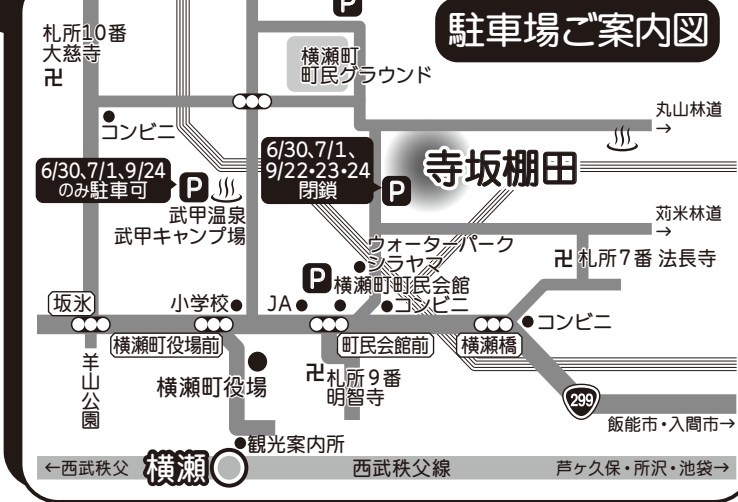 P
駐車場ご案内図
札所10番
大慈寺
卍
横瀬町
町民グラウンド
コンビニ
丸山林道
→
6/30、7/1、9/24
のみ駐車可
P
武甲温泉
武甲キャンプ場
6/30、7/1、
9/22・23・24
閉鎖
P
寺坂棚田
苅米林道
→
卍札所7番 法長寺
ウォーターパーク
シラヤマ
P
横瀬町町民会館
コンビニ
坂氷
小学校
JA
コンビニ
横瀬町役場前
町民会館前
横瀬橋
羊山公園
横瀬町役場
卍札所9番
明智寺
299
飯能市・入間市→
観光案内所
←西武秩父
横瀬
西武秩父線
芦ヶ久保・所沢・池袋→